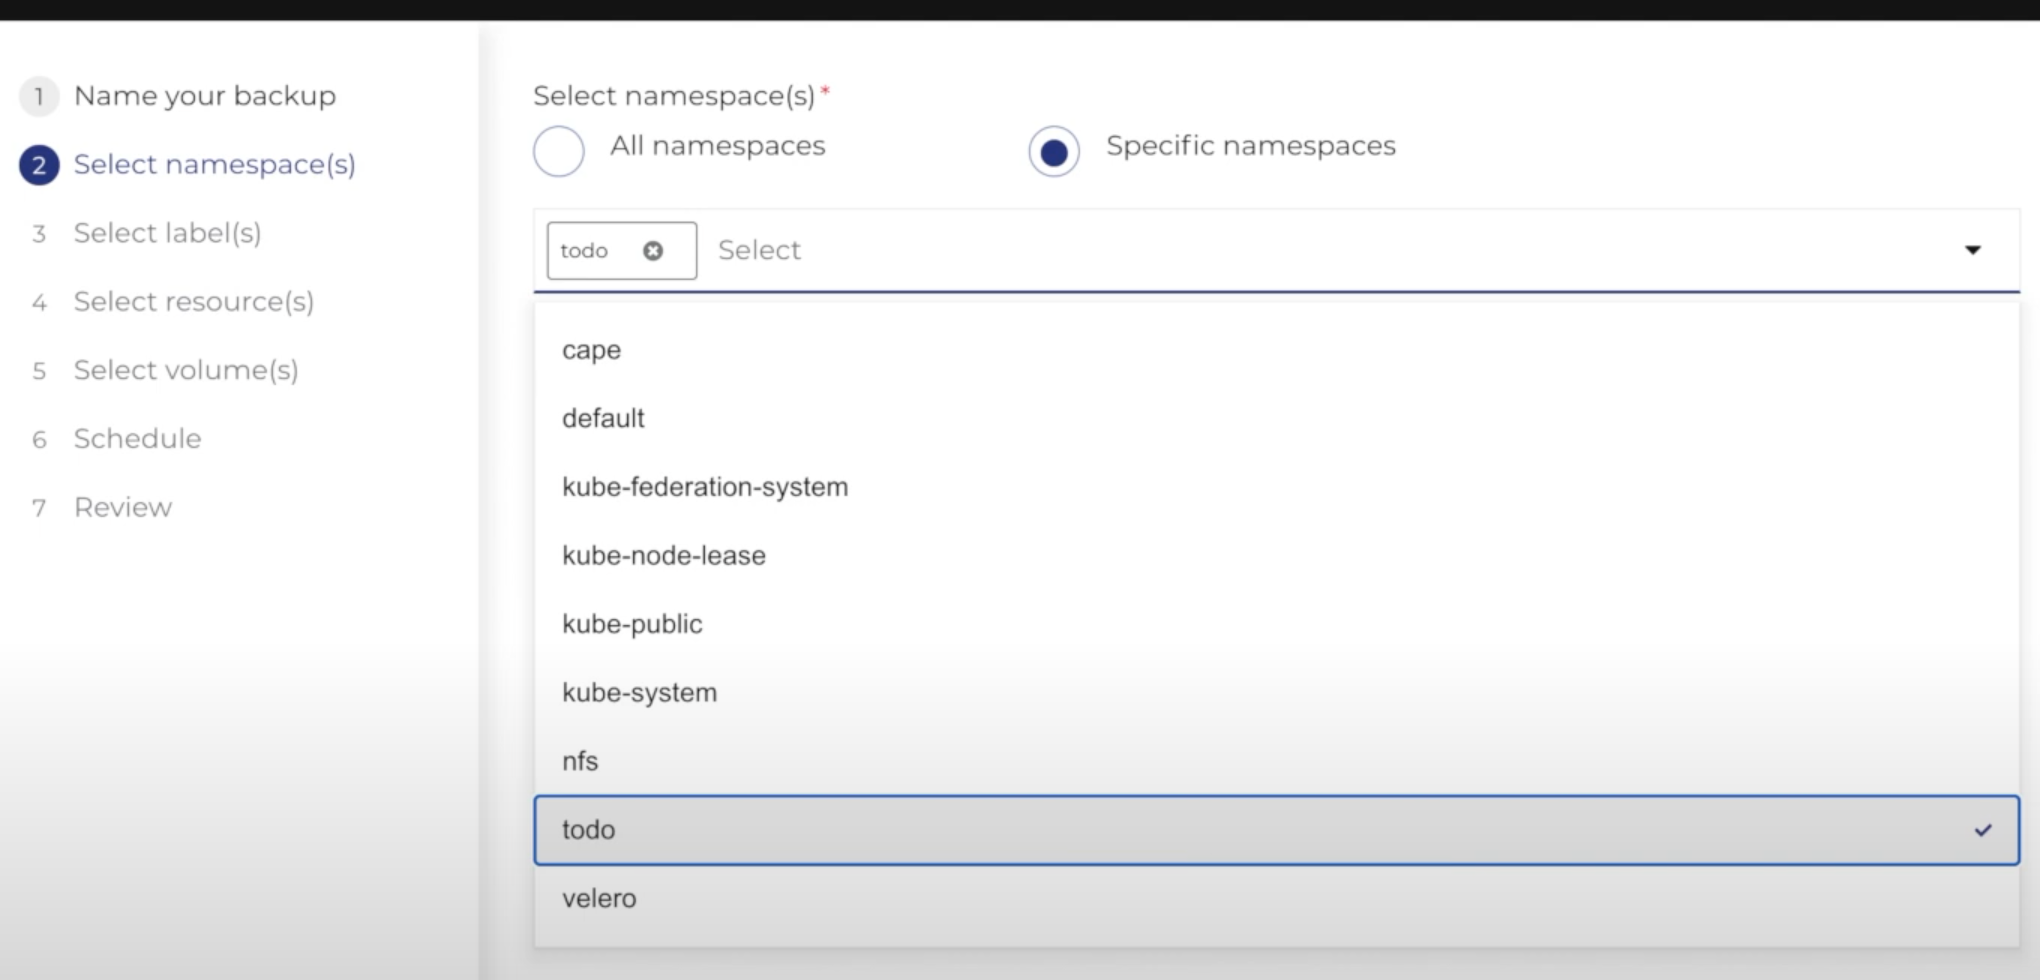 1 Name your backup
2 Select namespace(s)
3 Select label(s)
4 Select resource(s)
5 Select volume(s)
6 Schedule
7 Review
Select namespace(s)*
All namespaces Specific namespaces
todo Select
cape
default
kube-federation-system
kube-node-lease
kube-public
kube-system
nfs
todo
velero